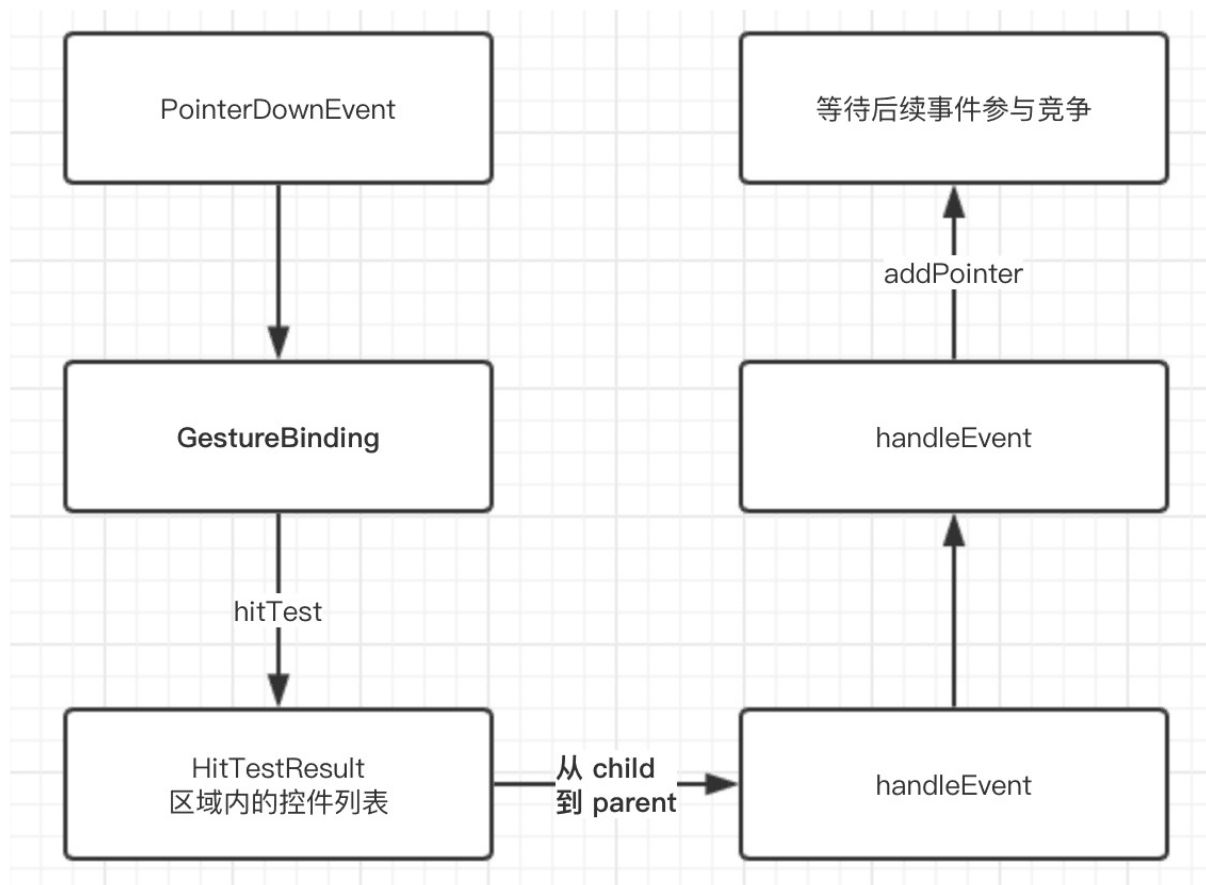 PointerDownEvent
GestureBinding
hitTest
HitTestResult
区域内的控件列表
从 child
到 parent
handleEvent
handleEvent
addPointer
等待后续事件参与竞争